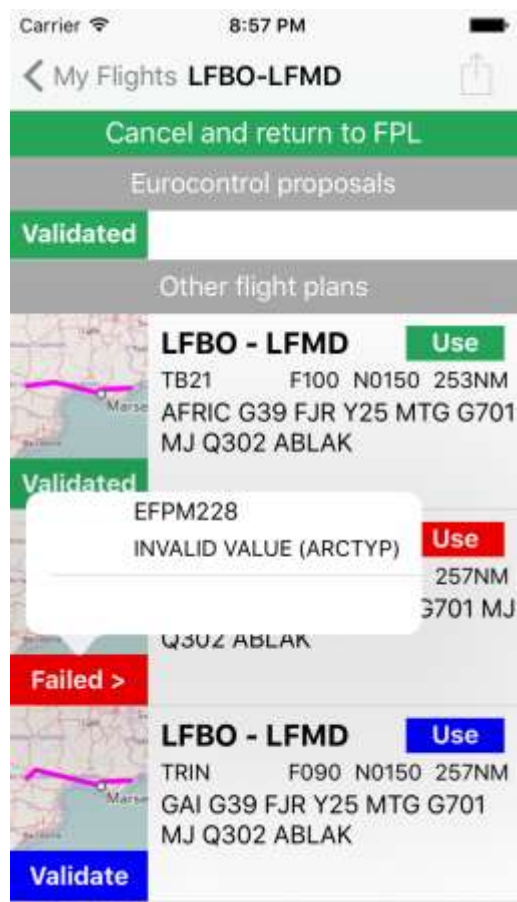 Carrier 8:57 PM
My Flights LFBO-LFMD
Cancel and return to FPL
Eurocontrol proposals
Validated
Other flight plans
LFBO - LFMD Use
TB21 F100 N0150 253NM
Marse
AFRIC G39 FJR Y25 MTG G701
MJ Q302 ABLAK
Validated
EFPM228
INVALID VALUE (ARCTYP)
Use
257NM
G701 MJ
Q302 ABLAK
Failed >
LFBO - LFMD Use
TRIN F090 N0150 257NM
Marse
GAI G39 FJR Y25 MTG G701
MJ Q302 ABLAK
Validate